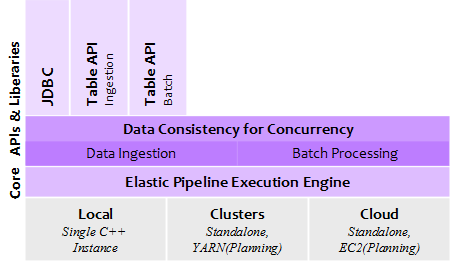 APIs & Liberaries
JDBC
Table API
Ingestion
Table API
Batch
Core
Data Consistency for Concurrency
Data Ingestion
Batch Processing
Elastic Pipeline Execution Engine
Local
Single C++
Instance
Clusters
Standalone,
YARN(Planning)
Cloud
Standalone,
EC2(Planning)